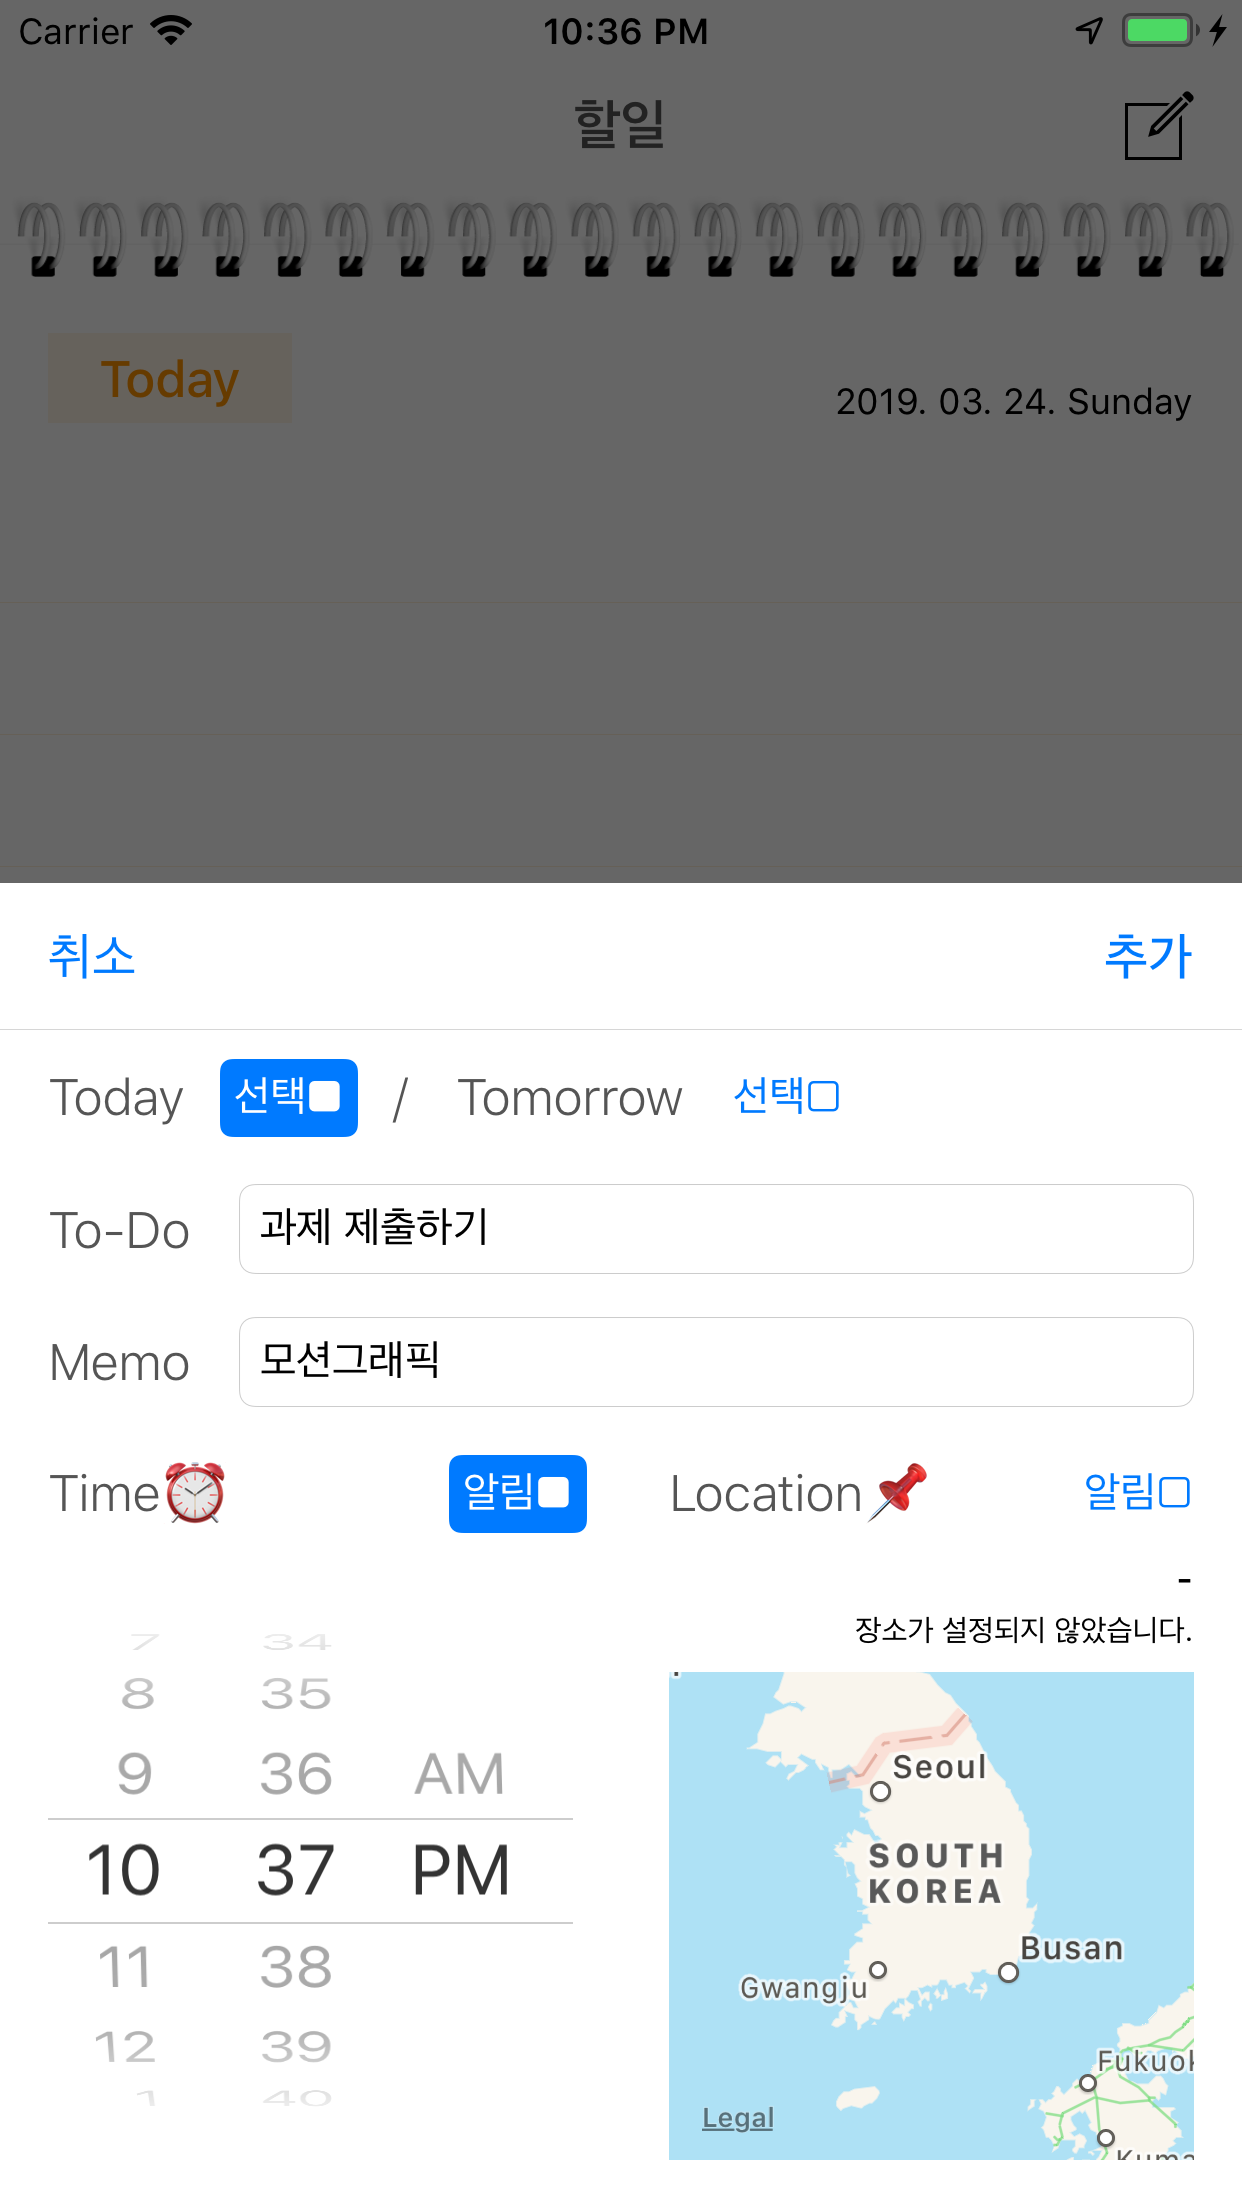 Carrier 10:36 PM
할일
Today
2019. 03. 24. Sunday
취소 추가
Today 선택 / Tomorrow 선택
To-Do 과제 제출하기
Memo 모션그래픽
Time 알림 Location 알림
-
장소가 설정되지 않았습니다.
7 34
8 35
9 36 AM
10 37 PM
11 38
12 39
1 40
Seoul
SOUTH
KOREA
Busan
Gwangju
Fukuok
Legal
Kuma